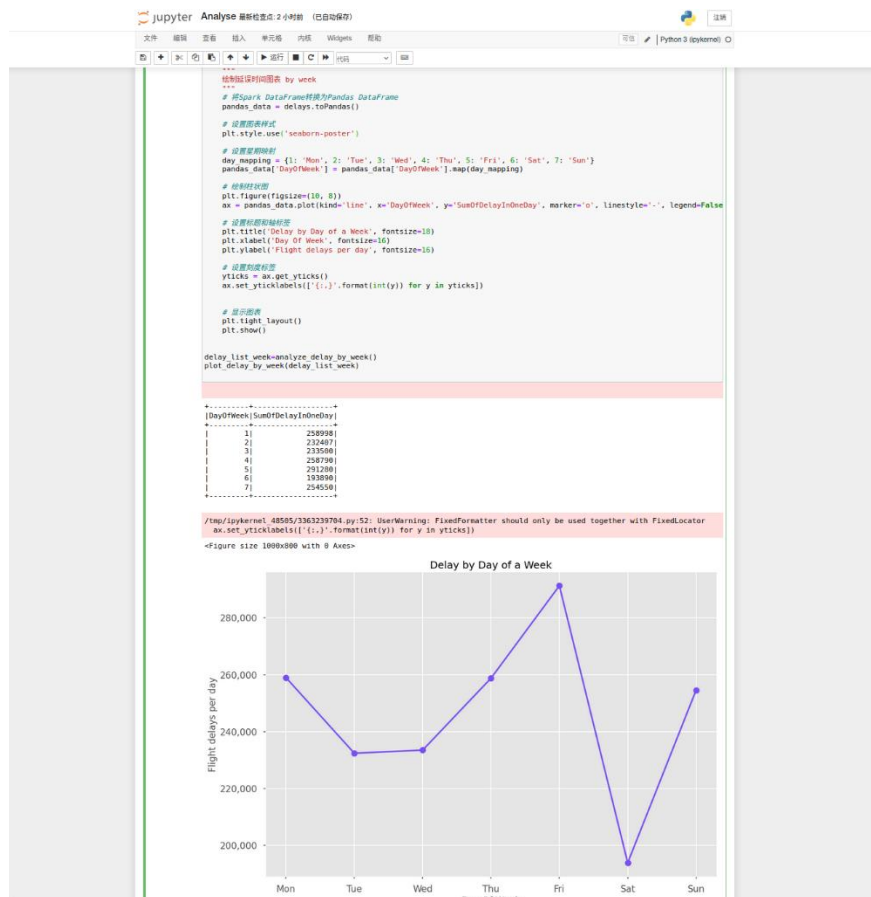 jupyter Analyse 最新检查点: 2 小时前 (已自动保存)
注销
文件 编辑 查看 插入 单元格 内核 Widgets 帮助
可信 Python 3 (ipykernel)
运行 代码
"""
绘制延误时间图表 by week
"""
# 将Spark DataFrame转换为Pandas DataFrame
pandas_data = delays.toPandas()
# 设置图表样式
plt.style.use('seaborn-poster')
# 设置星期映射
day_mapping = {1: 'Mon', 2: 'Tue', 3: 'Wed', 4: 'Thu', 5: 'Fri', 6: 'Sat', 7: 'Sun'}
pandas_data['DayOfWeek'] = pandas_data['DayOfWeek'].map(day_mapping)
# 绘制柱状图
plt.figure(figsize=(10, 8))
ax = pandas_data.plot(kind='line', x='DayOfWeek', y='SumOfDelayInOneDay', marker='o', linestyle='-', legend=False
# 设置标题和轴标签
plt.title('Delay by Day of a Week', fontsize=18)
plt.xlabel('Day Of Week', fontsize=16)
plt.ylabel('Flight delays per day', fontsize=16)
# 设置刻度标签
yticks = ax.get_yticks()
ax.set_yticklabels(['{:,}'.format(int(y)) for y in yticks])
# 显示图表
plt.tight_layout()
plt.show()
delay_list_week=analyze_delay_by_week()
plot_delay_by_week(delay_list_week)
+---------+------------------+
|DayOfWeek|SumOfDelayInOneDay|
+---------+------------------+
| 1| 258998|
| 2| 232407|
| 3| 233500|
| 4| 258790|
| 5| 291280|
| 6| 193890|
| 7| 254550|
+---------+------------------+
/tmp/ipykernel_48505/3363239704.py:52: UserWarning: FixedFormatter should only be used together with FixedLocator
ax.set_yticklabels(['{:,}'.format(int(y)) for y in yticks])
<Figure size 1000x800 with 0 Axes>
Delay by Day of a Week
280,000
260,000
240,000
220,000
200,000
Flight delays per day
Mon Tue Wed Thu Fri Sat Sun